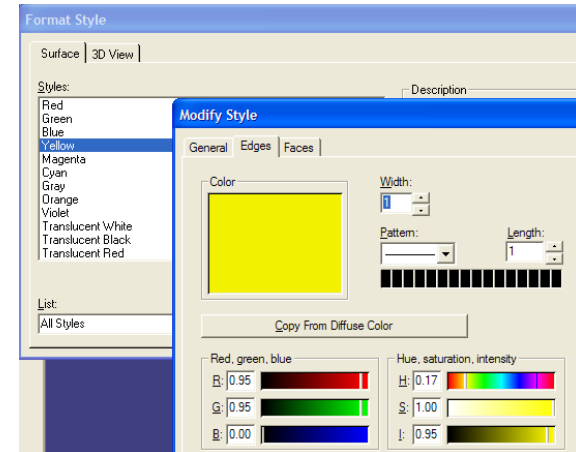 Format Style
Surface 3D View
Styles:
Description
Red
Green
Blue
Yellow
Magenta
Cyan
Gray
Orange
Violet
Translucent White
Translucent Black
Translucent Red
List:
All Styles
Modify Style
General Edges Faces
Color
Width:
1
Pattern: Length:
1
Copy From Diffuse Color
Red, green, blue Hue, saturation, intensity
R: 0.95 H: 0.17
G: 0.95 S: 1.00
B: 0.00 I: 0.95